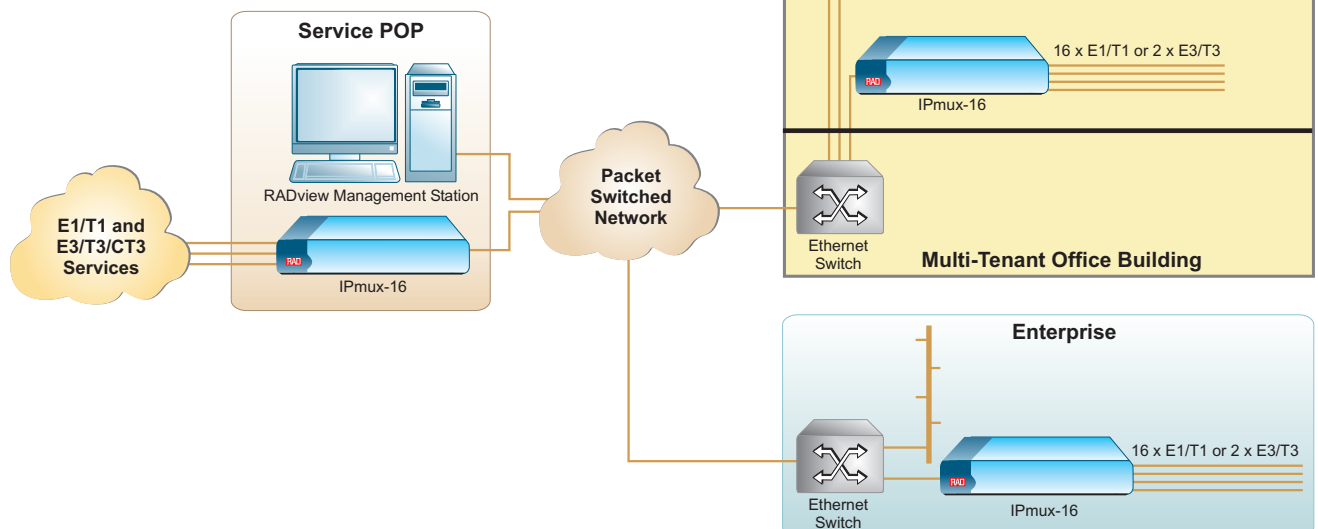 Service POP
RADview Management Station
RAD
IPmux-16
E1/T1 and
E3/T3/CT3
Services
Packet
Switched
Network
16 x E1/T1 or 2 x E3/T3
RAD
IPmux-16
Ethernet
Switch
Multi-Tenant Office Building
Enterprise
Ethernet
Switch
16 x E1/T1 or 2 x E3/T3
RAD
IPmux-16